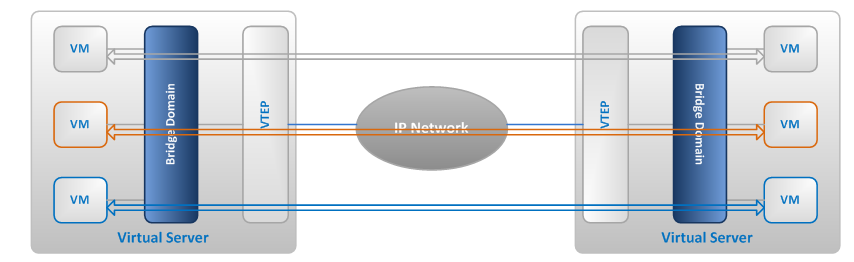 VM
VM
VM
Bridge Domain
VTEP
Virtual Server
IP Network
VTEP
Bridge Domain
VM
VM
VM
Virtual Server